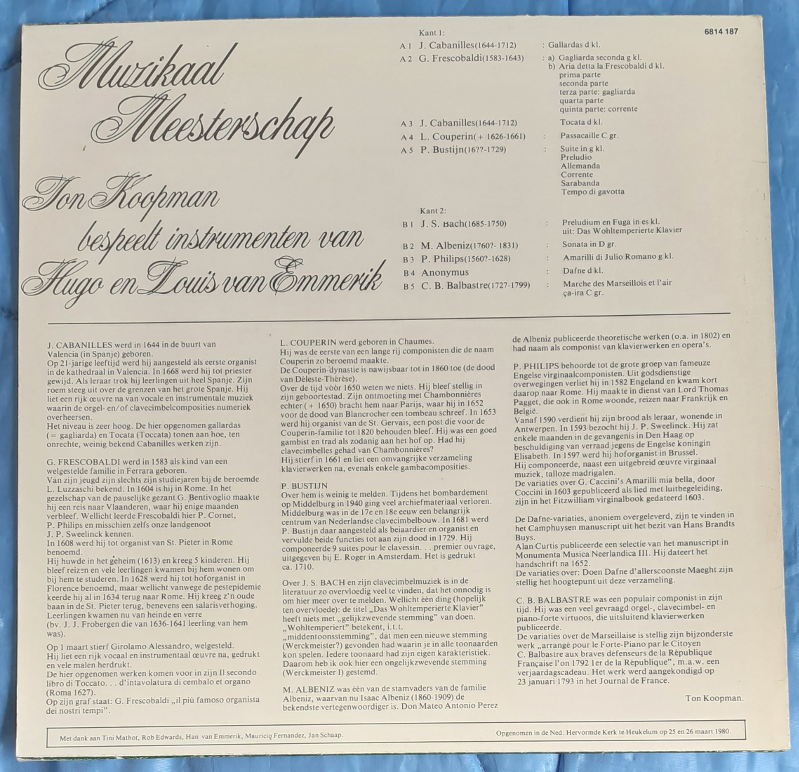 6814 187
Muzikaal
Meesterschap
Ton Koopman
bespeelt instrumenten van
Hugo en Louis van Emmerik
Kant 1:
A 1 J. Cabanilles(1644-1712) : Gallardas d kl.
A 2 G. Frescobaldi(1583-1643) : a) Gagliarda seconda g kl.
b) Aria detta la Frescobaldi d kl.
prima parte
seconda parte
terza parte: gagliarda
quarta parte
quinta parte: corrente
A 3 J. Cabanilles(1644-1712) Tocata d kl.
A 4 L. Couperin(+ 1626-1661) : Passacaille C gr.
A 5 P. Bustijn(16??-1729) : Suite in g kl.
Preludio
Allemanda
Corrente
Sarabanda
Tempo di gavotta
Kant 2:
B 1 J. S. Bach(1685-1750) : Preludium en Fuga in es kl.
uit: Das Wohltemperierte Klavier
B 2 M. Albeniz(1760?- 1831) : Sonata in D gr.
B 3 P. Philips(1560?-1628) : Amarilli di Julio Romano g kl.
B 4 Anonymus : Dafne d kl.
B 5 C. B. Balbastre(1727-1799) : Marche des Marseillois et l'air
ça-ira C gr.
J. CABANILLES werd in 1644 in de buurt van
Valencia (in Spanje) geboren.
Op 21-jarige leeftijd werd hij aangesteld als eerste organist
in de kathedraal in Valencia. In 1668 werd hij tot priester
gewijd. Als leraar trok hij leerlingen uit heel Spanje. Zijn
roem steeg uit over de grenzen van het grote Spanje. Hij
liet een rijk œuvre na van vocale en instrumentale muziek
waarin de orgel- en/of clavecimbelcomposities numeriek
overheersen.
Het niveau is zeer hoog. De hier opgenomen gallardas
(= gagliarda) en Tocata (Toccata) tonen aan hoe, ten
onrechte, weinig bekend Cabanilles werken zijn.
G. FRESCOBALDI werd in 1583 als kind van een
welgestelde familie in Ferrara geboren.
Van zijn jeugd zijn slechts zijn studiejaren bij de beroemde
L. Luzzaschi bekend. In 1604 is hij in Rome. In het
gezelschap van de pauselijke gezant G. Bentivoglio maakte
hij een reis naar Vlaanderen, waar hij enige maanden
verbleef. Wellicht leerde Frescobaldi hier P. Cornet,
P. Philips en misschien zelfs onze landgenoot
J. P. Sweelinck kennen.
In 1608 werd hij tot organist van St. Pieter in Rome
benoemd.
Hij huwde in het geheim (1613) en kreeg 5 kinderen. Hij
bleef reizen en vele leerlingen kwamen bij hem wonen om
bij hem te studeren. In 1628 werd hij tot hoforganist in
Florence benoemd, maar wellicht vanwege de pestepidemie
keerde hij al in 1634 terug naar Rome. Hij kreeg z'n oude
baan in de St. Pieter terug, benevens een salarisverhoging.
Leerlingen kwamen nu van heinde en verre
(bv. J. J. Frobergen die van 1636-1641 leerling van hem
was).
Op 1 maart stierf Girolamo Alessandro, welgesteld.
Hij liet een rijk vocaal en instrumentaal œuvre na, gedrukt
en vele malen herdrukt.
De hier opgenomen werken komen voor in zijn Il secondo
libro di Toccato. . . d'intavolatura di cembalo et organo
(Roma 1627).
Op zijn graf staat: G. Frescobaldi „il più famoso organista
dei nostri tempi".
L. COUPERIN werd geboren in Chaumes.
Hij was de eerste van een lange rij componisten die de naam
Couperin zo beroemd maakte.
De Couperin-dynastie is nawijsbaar tot in 1860 toe (de dood
van Déleste-Thérèse).
Over de tijd vóór 1650 weten we niets. Hij bleef stellig in
zijn geboortestad. Zijn ontmoeting met Chambonnières
echter (+ 1650) bracht hem naar Parijs, waar hij in 1652
voor de dood van Blancrocher een tombeau schreef. In 1653
werd hij organist van de St. Gervais, een post die voor de
Couperin-familie tot 1820 behouden bleef. Hij was een goed
gambist en trad als zodanig aan het hof op. Had hij
clavecimbelles gehad van Chambonnières?
Hij stierf in 1661 en liet een omvangrijke verzameling
klavierwerken na, evenals enkele gambacomposities.
P. BUSTIJN
Over hem is weinig te melden. Tijdens het bombardement
op Middelburg in 1940 ging veel archiefmateriaal verloren.
Middelburg was in de 17e en 18e eeuw een belangrijk
centrum van Nederlandse clavecimbelbouw. In 1681 werd
P. Bustijn daar aangesteld als beiaardier en organist en
vervulde beide functies tot aan zijn dood in 1729. Hij
componeerde 9 suites pour le clavessin. . . premier ouvrage,
uitgegeven bij E. Roger in Amsterdam. Het is gedrukt
ca. 1710.
Over J. S. BACH en zijn clavecimbelmuziek is in de
literatuur zo overvloedig veel te vinden, dat het onnodig is
om hier meer over te melden. Wellicht één ding (hopelijk
ten overvloede): de titel „Das Wohltemperierte Klavier"
heeft niets met „gelijkzwevende stemming" van doen.
„Wohltemperiert" betekent, i.t.t.
„middentoonsstemming", dat men een nieuwe stemming
(Werckmeister?) gevonden had waarin je in alle toonaarden
kon spelen. Iedere toonaard had zijn eigen karakteristiek.
Daarom heb ik ook hier een ongelijkzwevende stemming
(Werckmeister I) gestemd.
M. ALBENIZ was één van de stamvaders van de familie
Albéniz, waarvan nu Isaac Albéniz (1860-1909) de
bekendste vertegenwoordiger is. Don Mateo Antonio Perez
de Albeniz publiceerde theoretische werken (o.a. in 1802) en
had naam als componist van klavierwerken en opera's.
P. PHILIPS behoorde tot de grote groep van fameuze
Engelse virginaalcomponisten. Uit godsdienstige
overwegingen verliet hij in 1582 Engeland en kwam kort
daarop naar Rome. Hij maakte in dienst van Lord Thomas
Pagget, die ook in Rome woonde, reizen naar Frankrijk en
België.
Vanaf 1590 verdient hij zijn brood als leraar, wonende in
Antwerpen. In 1593 bezocht hij J. P. Sweelinck. Hij zat
enkele maanden in de gevangenis in Den Haag op
beschuldiging van verraad jegens de Engelse koningin
Elisabeth. In 1597 werd hij hoforganist in Brussel.
Hij componeerde, naast een uitgebreid œuvre virginaal
muziek, talloze madrigalen.
De variaties over G. Caccini's Amarilli mia bella, door
Coccini in 1603 gepubliceerd als lied met luitbegeleiding,
zijn in het Fitzwilliam virginalbook gedateerd 1603.
De Dafne-variaties, anoniem overgeleverd, zijn te vinden in
het Camphuysen manuscript uit het bezit van Hans Brandts
Buys.
Alan Curtis publiceerde een selectie van het manuscript in
Monumenta Musica Neerlandica III. Hij dateert het
handschrift na 1652.
De variaties over: Doen Dafne d'allersoonste Maeght zijn
stellig het hoogtepunt uit deze verzameling.
C. B. BALBASTRE was een populair componist in zijn
tijd. Hij was een veel gevraagd orgel-, clavecimbel- en
piano-forte virtuoos, die uitsluitend klavierwerken
publiceerde.
De variaties over de Marseillaise is stellig zijn bijzonderste
werk „arrangé pour le Forte-Piano par le Citoyen
C. Balbastre aux braves defenseurs de la Rèpublique
Française l'on 1792 1er de la République", m.a.w. een
verjaardagscadeau. Het werk werd aangekondigd op
23 januari 1793 in het Journal de France.
Ton Koopman.
Met dank aan Tini Mathot, Rob Edwards, Han van Emmerik, Mauricio Fernandez, Jan Schaap.
Opgenomen in de Ned. Hervormde Kerk te Heukelum op 25 en 26 maart 1980.